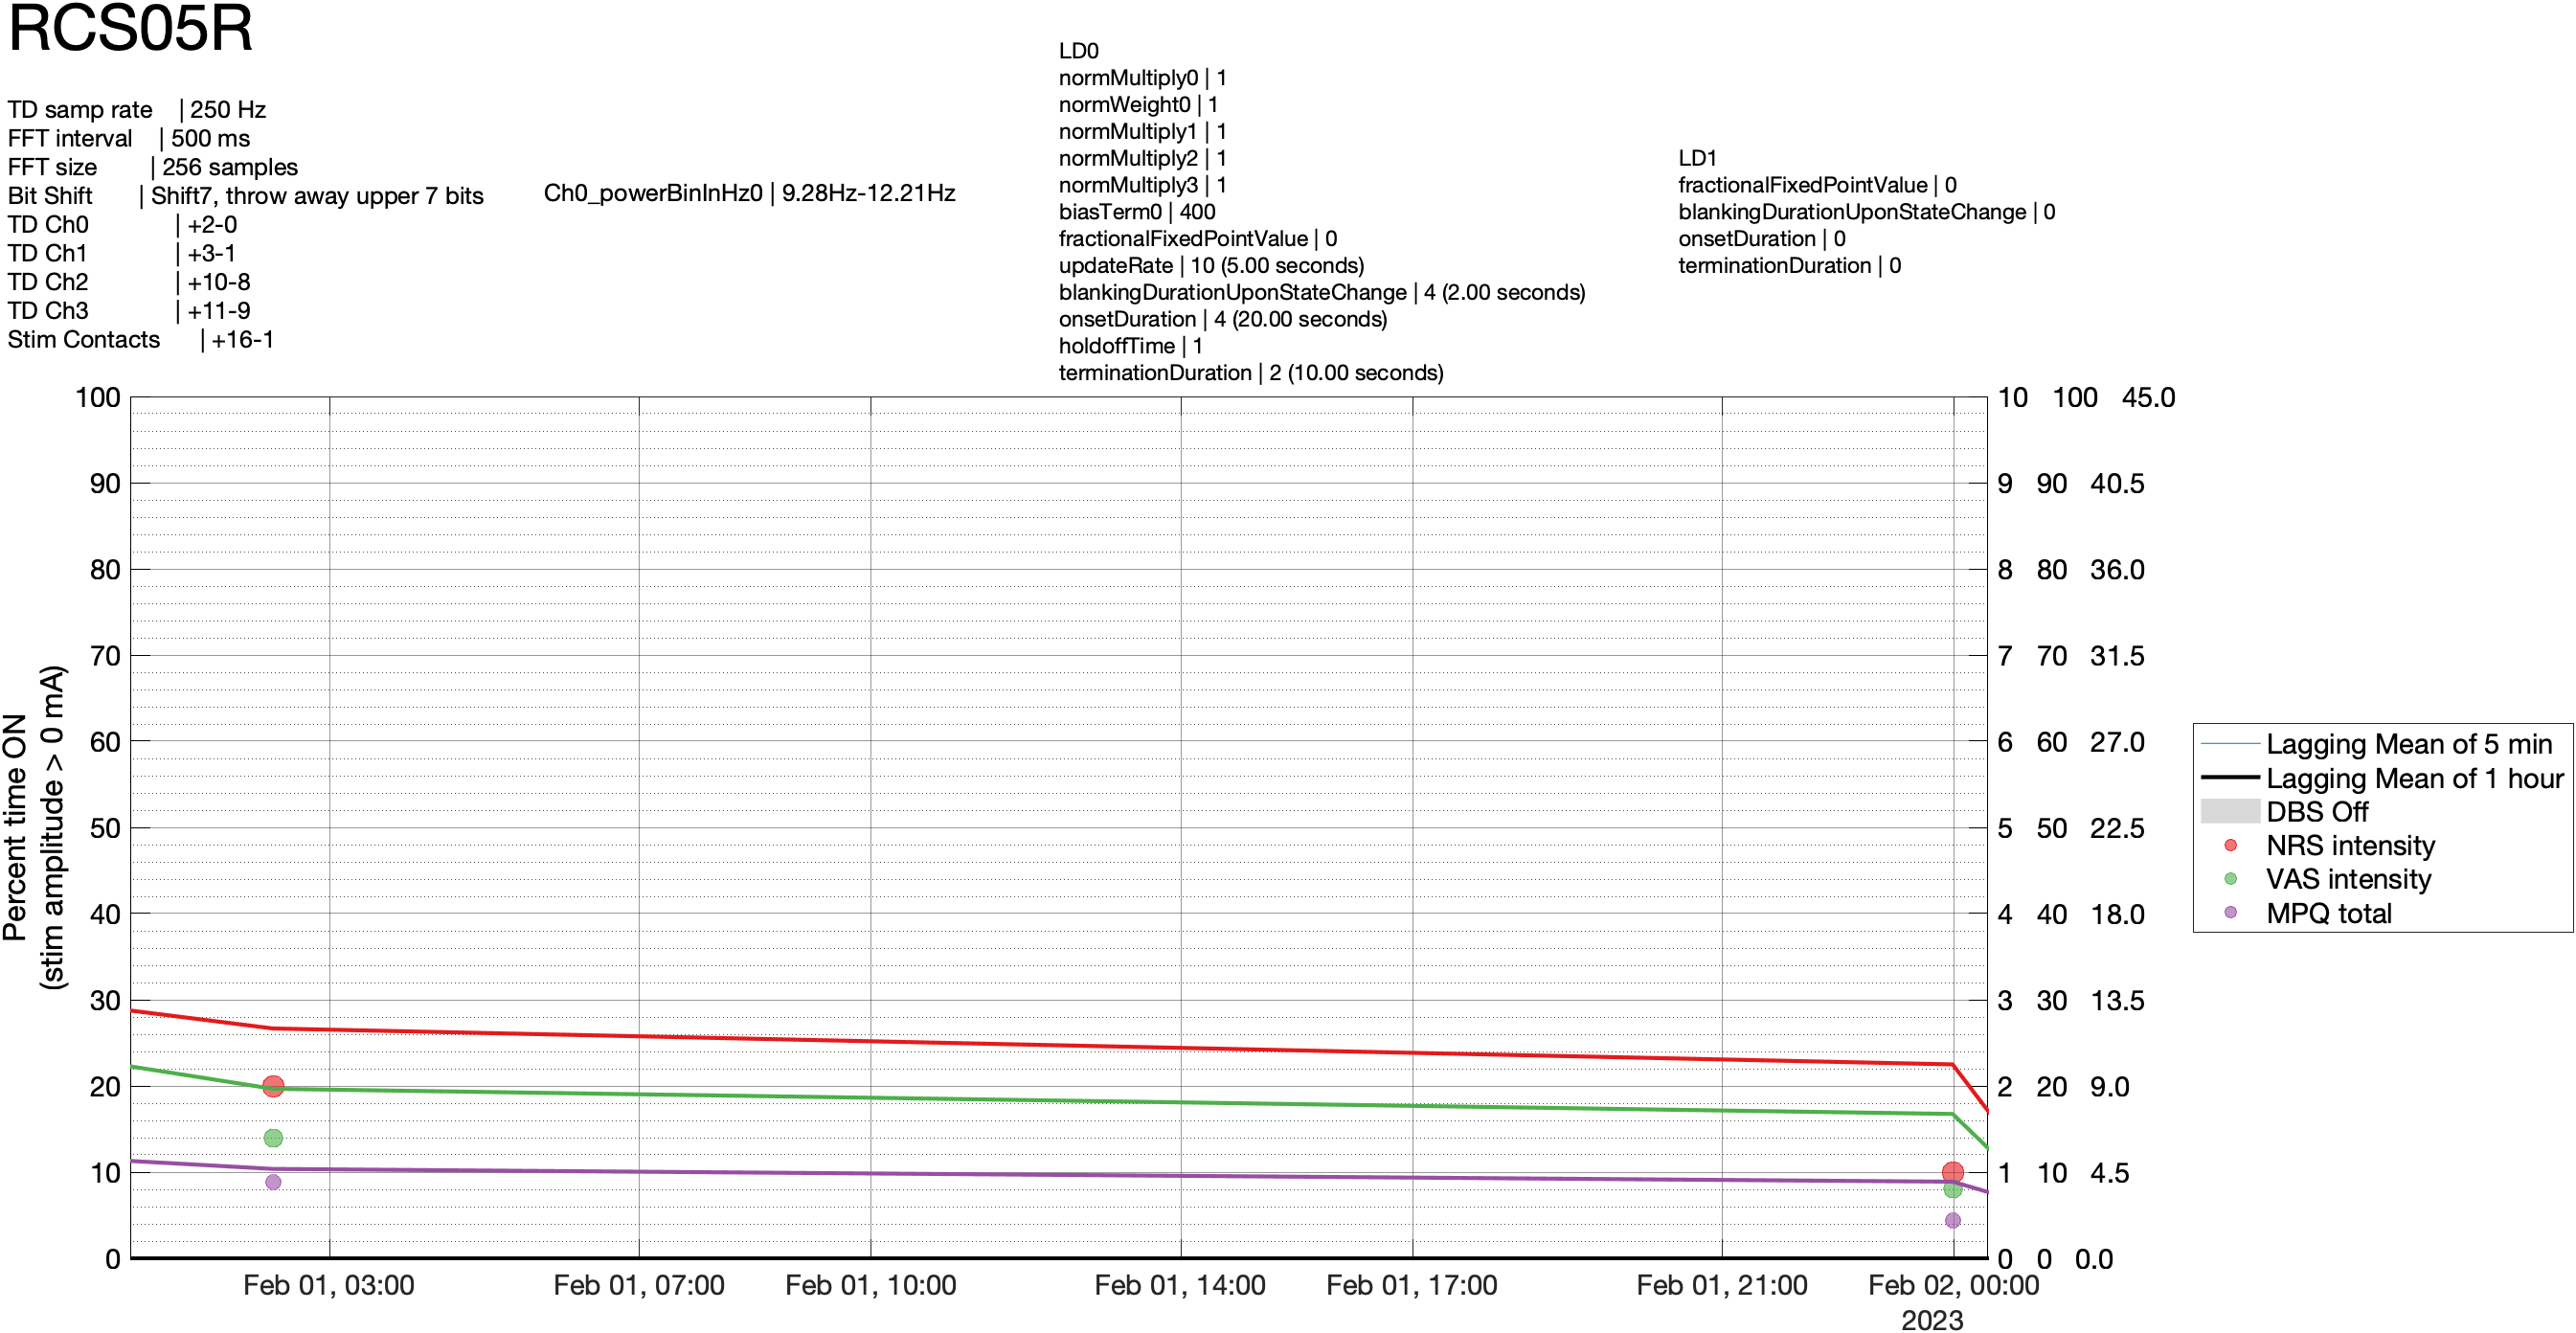 RCS05R
TD samp rate | 250 Hz
FFT interval | 500 ms
FFT size | 256 samples
Bit Shift | Shift7, throw away upper 7 bits
TD Ch0 | +2-0
TD Ch1 | +3-1
TD Ch2 | +10-8
TD Ch3 | +11-9
Stim Contacts | +16-1
Ch0_powerBinInHz0 | 9.28Hz-12.21Hz
LD0
normMultiply0 | 1
normWeight0 | 1
normMultiply1 | 1
normMultiply2 | 1
normMultiply3 | 1
biasTerm0 | 400
fractionalFixedPointValue | 0
updateRate | 10 (5.00 seconds)
blankingDurationUponStateChange | 4 (2.00 seconds)
onsetDuration | 4 (20.00 seconds)
holdoffTime | 1
terminationDuration | 2 (10.00 seconds)
LD1
fractionalFixedPointValue | 0
blankingDurationUponStateChange | 0
onsetDuration | 0
terminationDuration | 0
Percent time ON
(stim amplitude > 0 mA)
100
90
80
70
60
50
40
30
20
10
0
10 100 45.0
9 90 40.5
8 80 36.0
7 70 31.5
6 60 27.0
5 50 22.5
4 40 18.0
3 30 13.5
2 20 9.0
1 10 4.5
0 0 0.0
Feb 01, 03:00
Feb 01, 07:00
Feb 01, 10:00
Feb 01, 14:00
Feb 01, 17:00
Feb 01, 21:00
Feb 02, 00:00
2023
Lagging Mean of 5 min
Lagging Mean of 1 hour
DBS Off
NRS intensity
VAS intensity
MPQ total